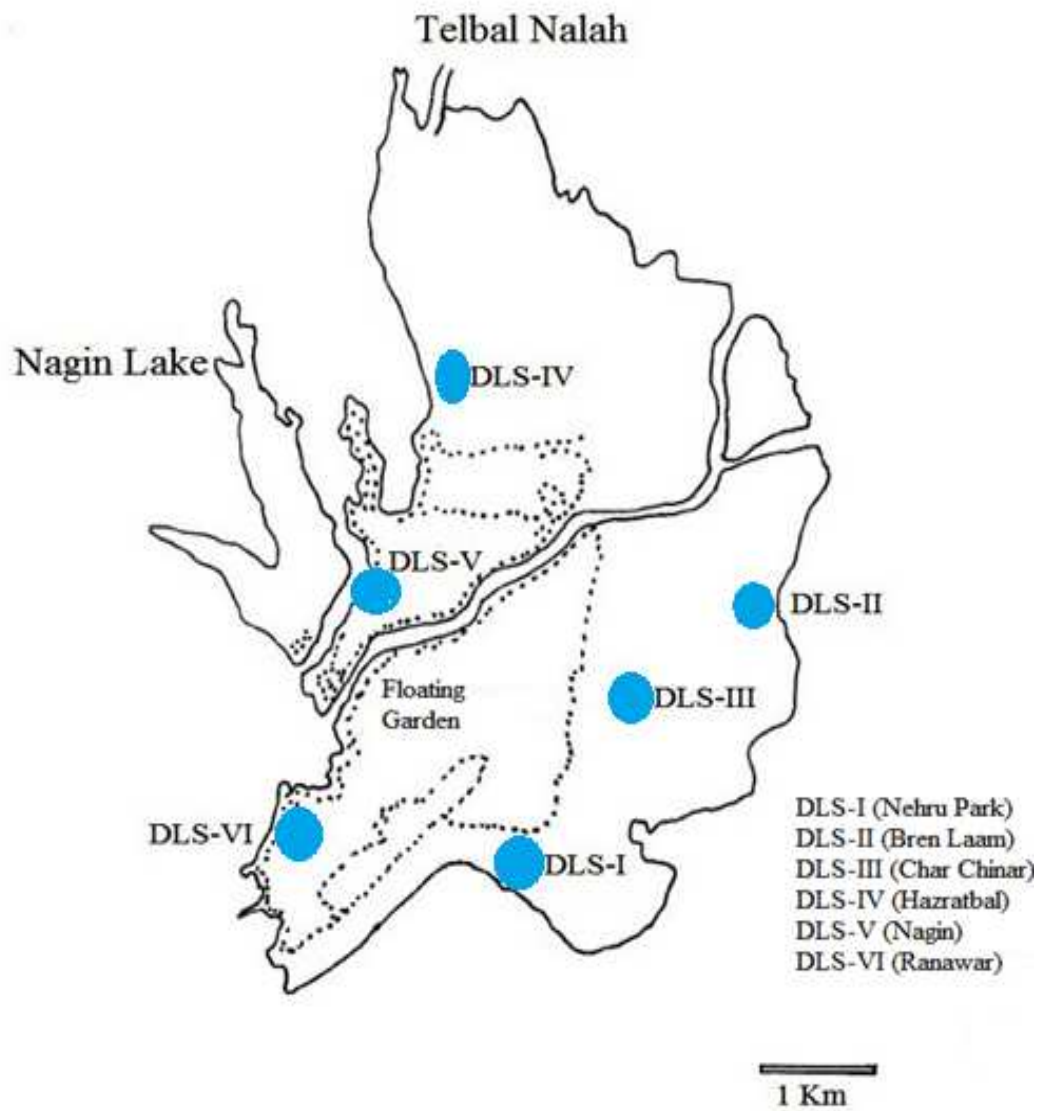 Telbal Nalah
Nagin Lake
DLS-IV
DLS-V
DLS-II
Floating
Garden
DLS-III
DLS-VI
DLS-I
DLS-I (Nehru Park)
DLS-II (Bren Laam)
DLS-III (Char Chinar)
DLS-IV (Hazratbal)
DLS-V (Nagin)
DLS-VI (Ranawar)
1 Km